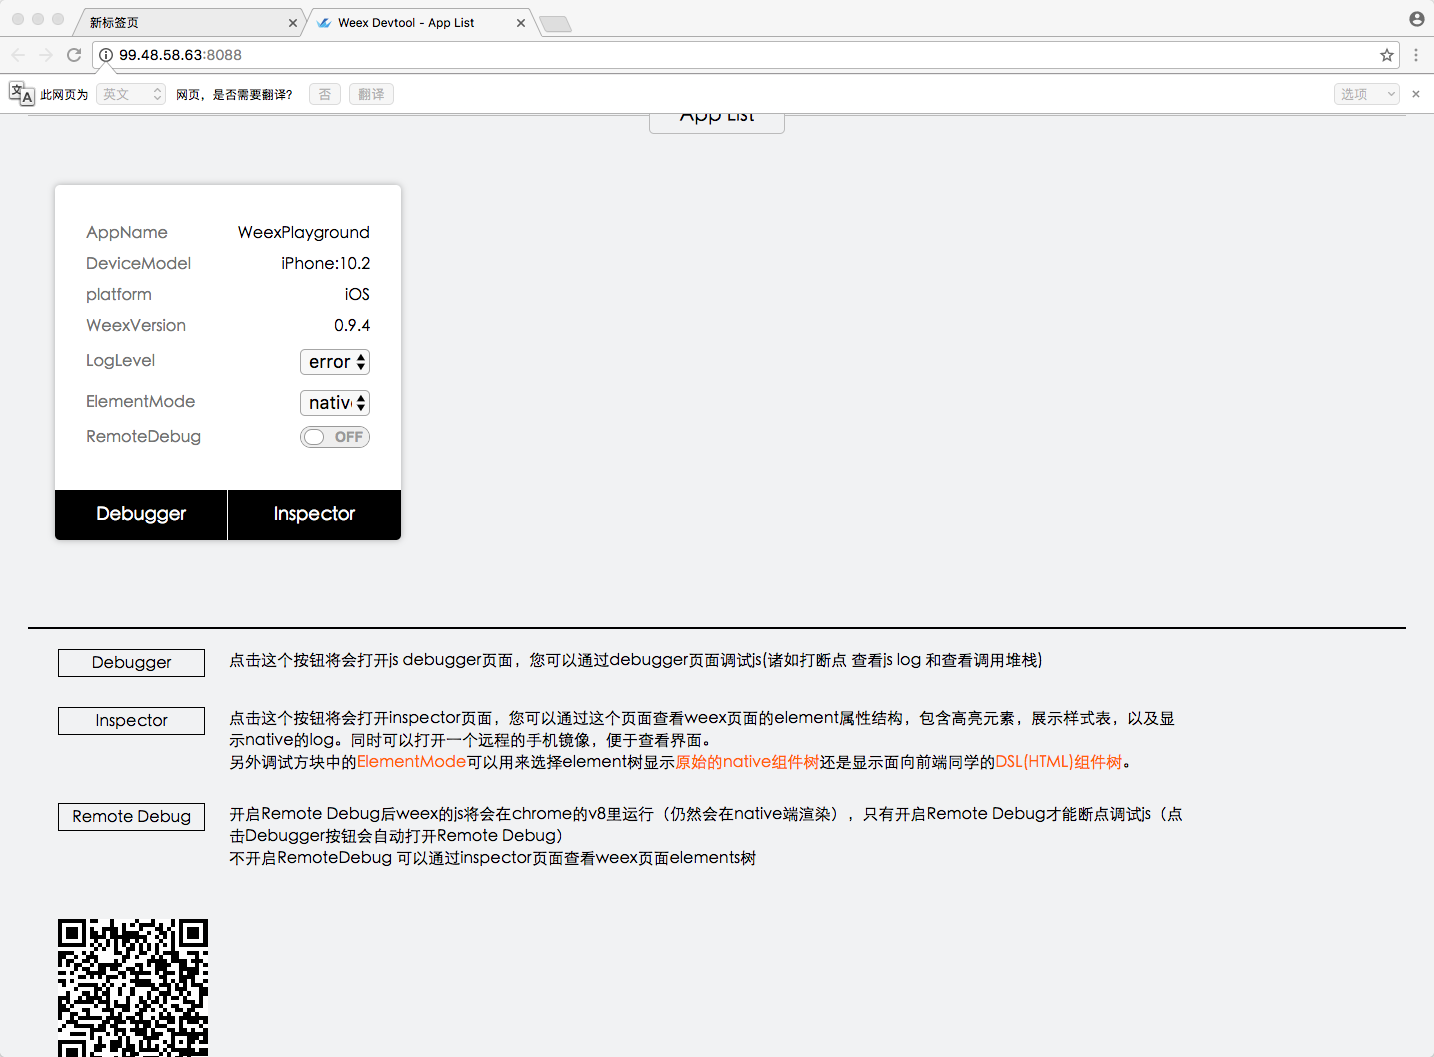 新标签页
Weex Devtool - App List
99.48.58.63:8088
此网页为 英文 网页，是否需要翻译? 否 翻译 选项
App List
AppName WeexPlayground
DeviceModel iPhone:10.2
platform iOS
WeexVersion 0.9.4
LogLevel error
ElementMode nativ
RemoteDebug OFF
Debugger Inspector
Debugger 点击这个按钮将会打开js debugger页面，您可以通过debugger页面调试js(诸如打断点 查看js log 和查看调用堆栈)
Inspector 点击这个按钮将会打开inspector页面，您可以通过这个页面查看weex页面的element属性结构，包含高亮元素，展示样式表，以及显
示native的log。同时可以打开一个远程的手机镜像，便于查看界面。
另外调试方块中的ElementMode可以用来选择element树显示原始的native组件树还是显示面向前端同学的DSL(HTML)组件树。
Remote Debug 开启Remote Debug后weex的js将会在chrome的v8里运行（仍然会在native端渲染），只有开启Remote Debug才能断点调试js（点
击Debugger按钮会自动打开Remote Debug）
不开启RemoteDebug 可以通过inspector页面查看weex页面elements树